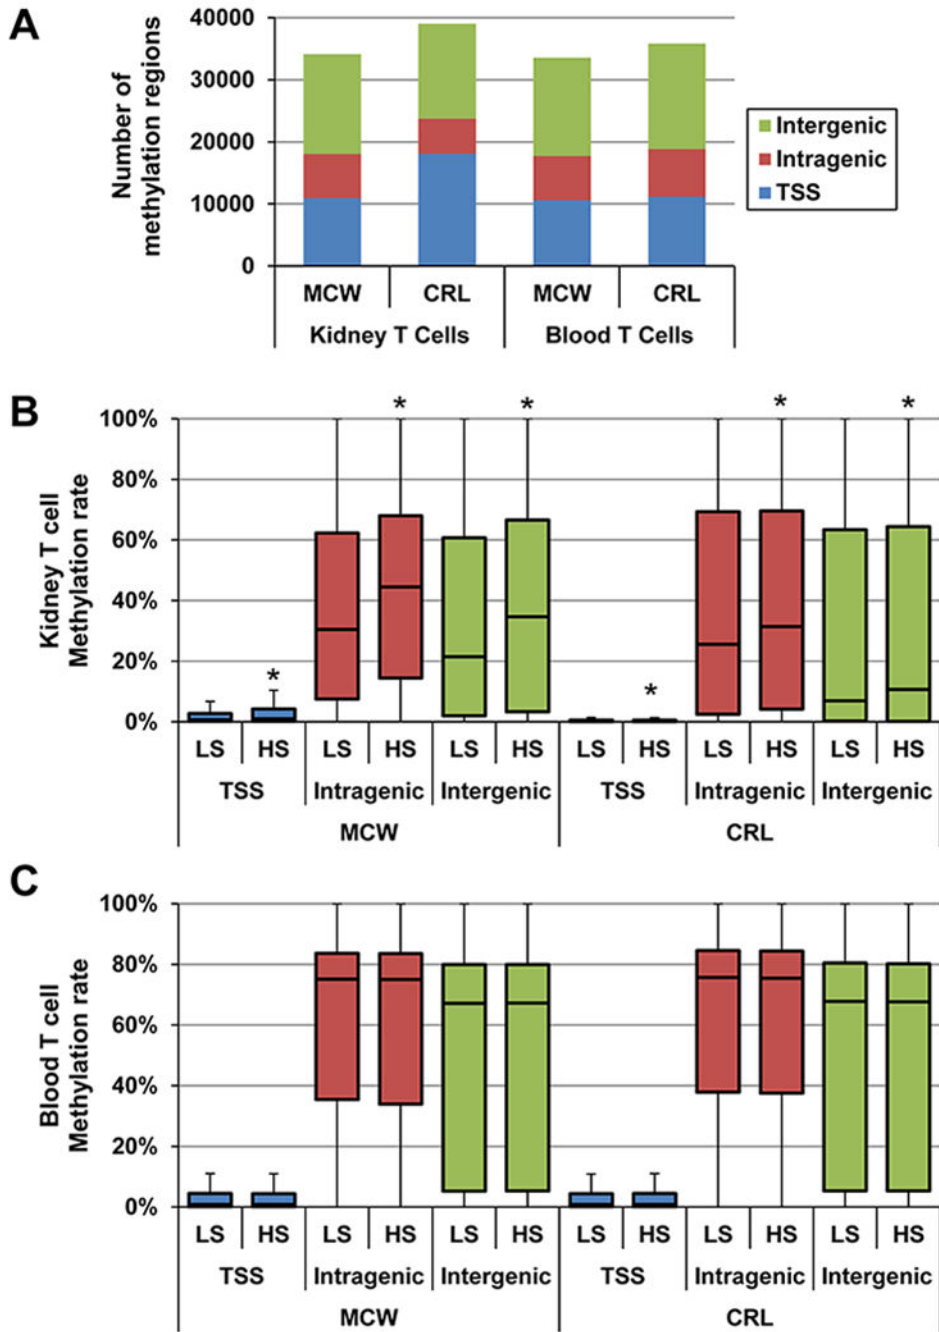 A
Number of
methylation regions
40000
30000
20000
10000
0
Intergenic
Intragenic
TSS
MCW CRL MCW CRL
Kidney T Cells Blood T Cells
B
Kidney T cell
Methylation rate
* * * *
100%
80%
60%
40%
20%
* *
0%
LS HS LS HS LS HS LS HS LS HS LS HS
TSS Intragenic Intergenic TSS Intragenic Intergenic
MCW CRL
C
Blood T cell
Methylation rate
100%
80%
60%
40%
20%
0%
LS HS LS HS LS HS LS HS LS HS LS HS
TSS Intragenic Intergenic TSS Intragenic Intergenic
MCW CRL